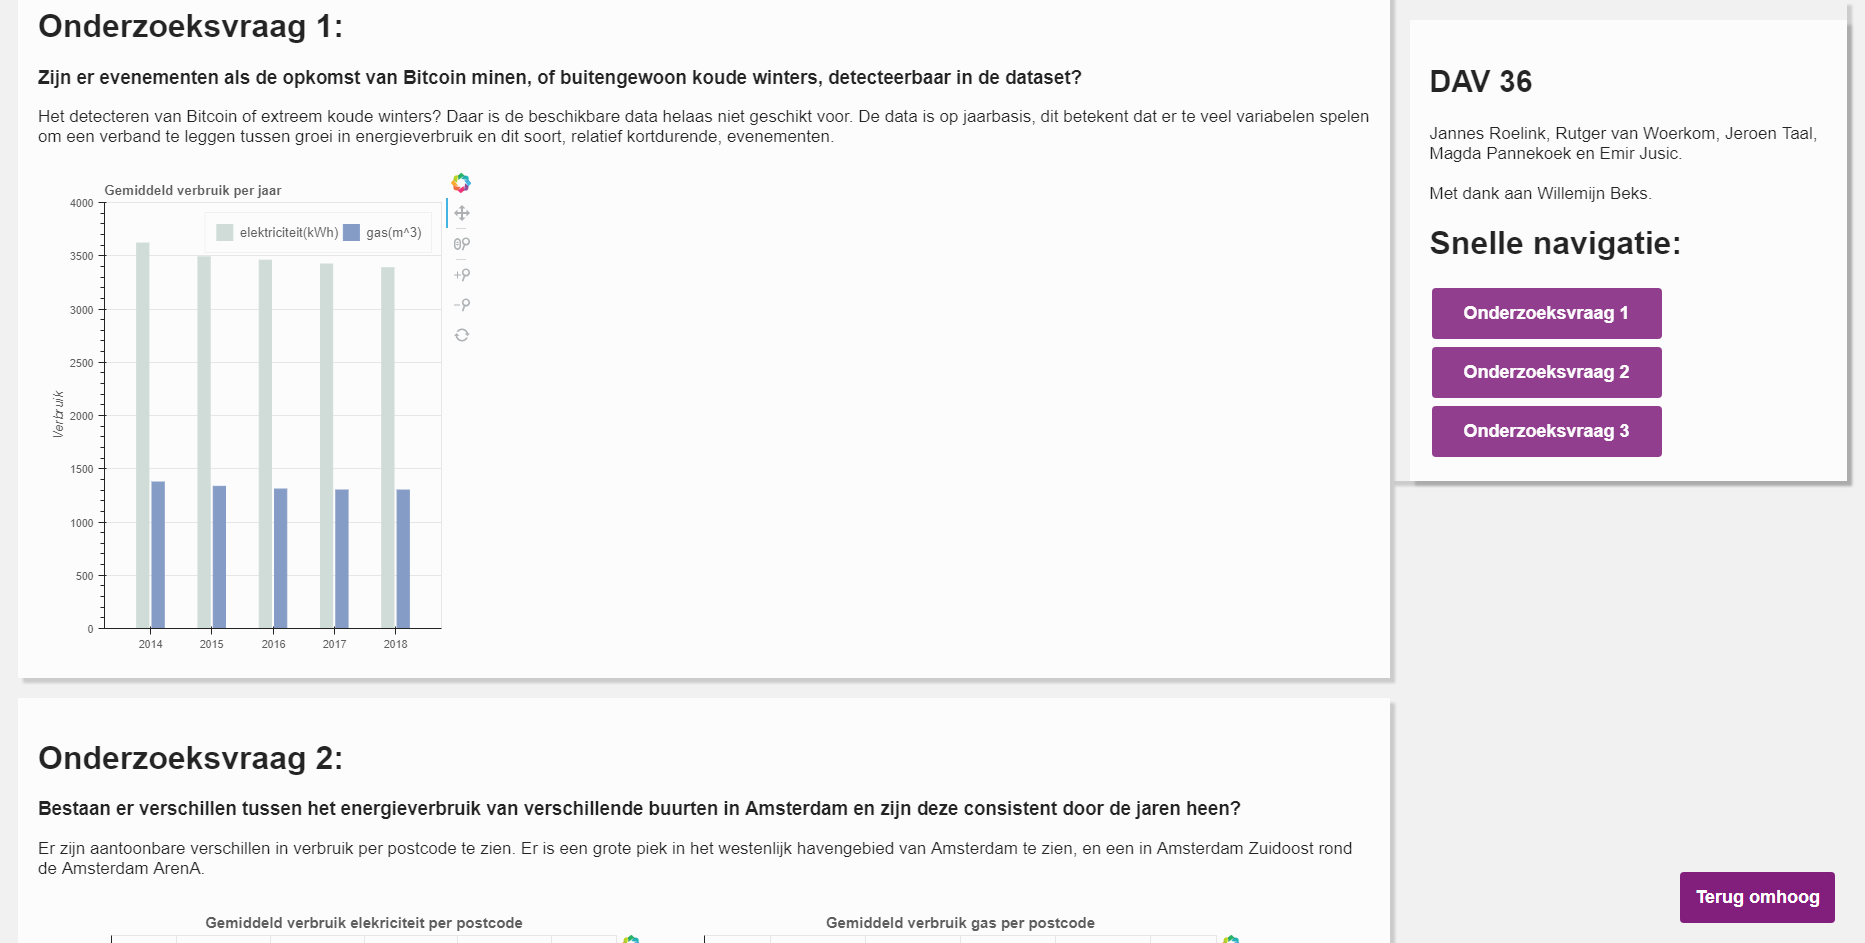 Onderzoeksvraag 1:
Zijn er evenementen als de opkomst van Bitcoin minen, of buitengewoon koude winters, detecteerbaar in de dataset?
Het detecteren van Bitcoin of extreem koude winters? Daar is de beschikbare data helaas niet geschikt voor. De data is op jaarbasis, dit betekent dat er te veel variabelen spelen
om een verband te leggen tussen groei in energieverbruik en dit soort, relatief kortdurende, evenementen.
Gemiddeld verbruik per jaar
elektriciteit(kWh) gas(m^3)
Verbruik
4000
3500
3000
2500
2000
1500
1000
500
0
2014 2015 2016 2017 2018
Onderzoeksvraag 2:
Bestaan er verschillen tussen het energieverbruik van verschillende buurten in Amsterdam en zijn deze consistent door de jaren heen?
Er zijn aantoonbare verschillen in verbruik per postcode te zien. Er is een grote piek in het westenlijk havengebied van Amsterdam te zien, en een in Amsterdam Zuidoost rond
de Amsterdam ArenA.
Gemiddeld verbruik elekriciteit per postcode
Gemiddeld verbruik gas per postcode
DAV 36
Jannes Roelink, Rutger van Woerkom, Jeroen Taal,
Magda Pannekoek en Emir Jusic.
Met dank aan Willemijn Beks.
Snelle navigatie:
Onderzoeksvraag 1
Onderzoeksvraag 2
Onderzoeksvraag 3
Terug omhoog